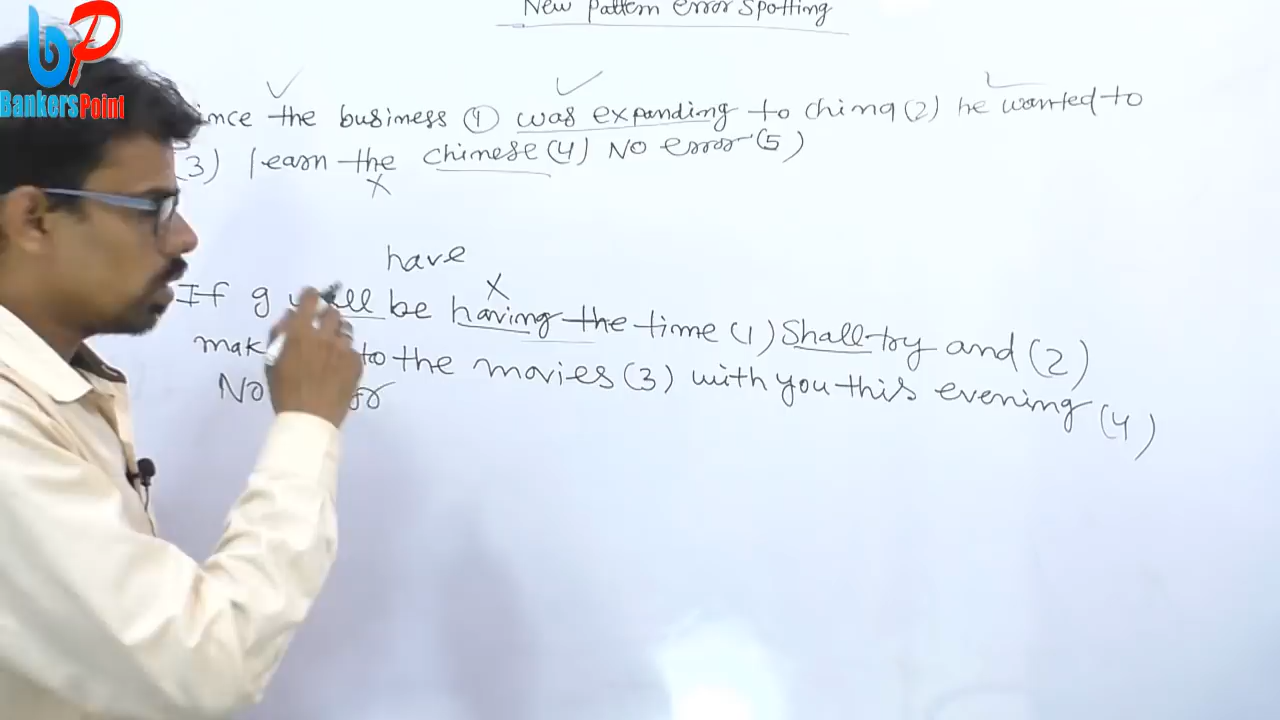 New Pattern Error Spotting
BP
BankersPoint
ince the business (1) was expanding to china (2) he wanted to
(3) learn the chinese (4) No error (5)
X
have
X
If g will be having the time (1) Shall try and (2)
mak to the movies (3) with you this evening (4)
No